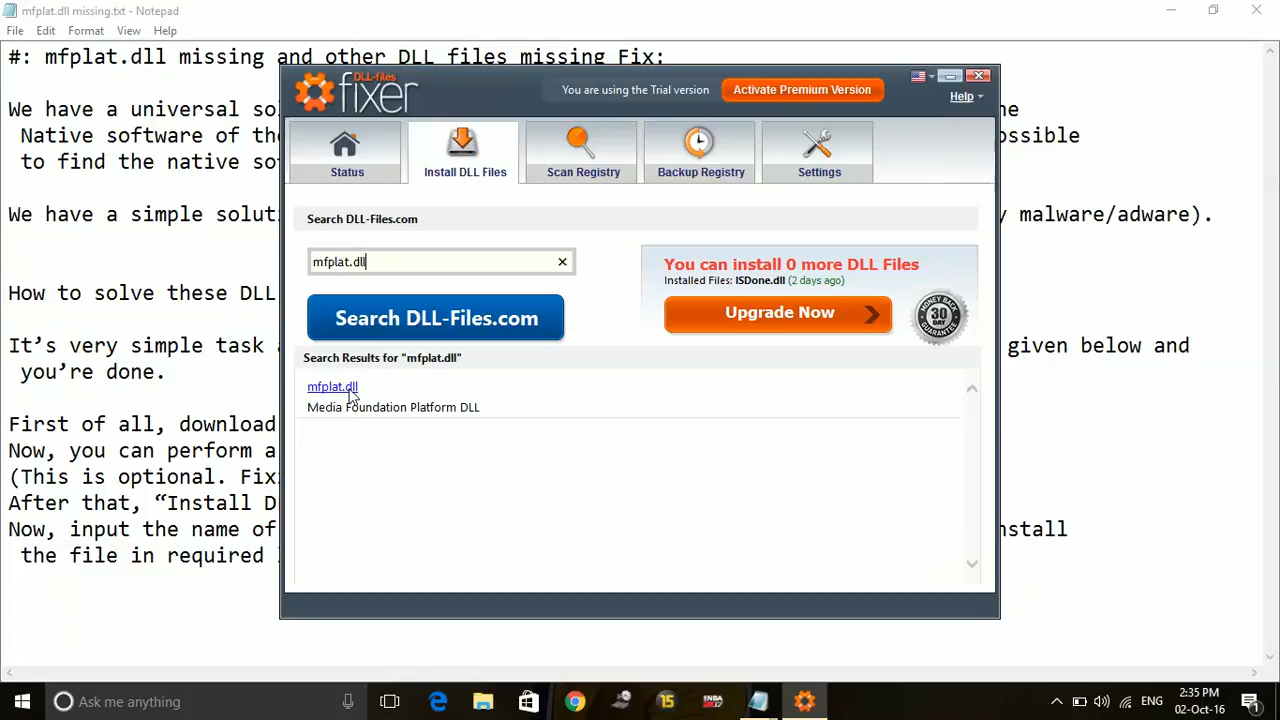 mfplat.dll missing.txt - Notepad
File Edit Format View Help
#: mfplat.dll missing and other DLL files missing Fix:
We have a universal so
Native software of the
to find the native so
We have a simple solut
y malware/adware).
How to solve these DLL
It's very simple task
given below and
you're done.
First of all, download
Now, you can perform a
(This is optional. Fix
After that, “Install D
Now, input the name of
nstall
the file in required
DLL-files
fixer
You are using the Trial version
Activate Premium Version
Help
Status
Install DLL Files
Scan Registry
Backup Registry
Settings
Search DLL-Files.com
mfplat.dll
Search DLL-Files.com
You can install 0 more DLL Files
Installed Files: ISDone.dll (2 days ago)
Upgrade Now
30
Search Results for "mfplat.dll"
mfplat.dll
Media Foundation Platform DLL
Ask me anything
15
ENG
2:35 PM
02-Oct-16
1